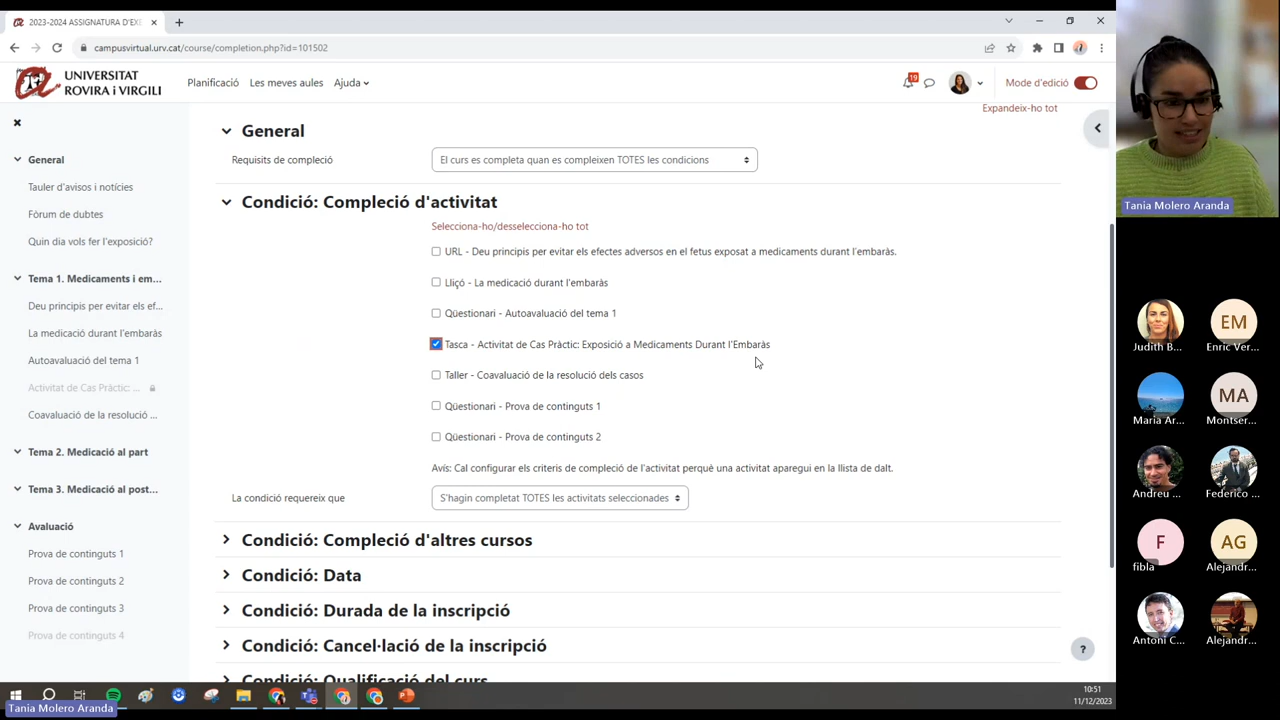 2023-2024 ASSIGNATURA D'EXE
campusvirtual.urv.cat/course/completion.php?id=101502
UNIVERSITAT
ROVIRA i VIRGILI
Planificació
Les meves aules
Ajuda
19
Mode d'edició
Expandeix-ho tot
General
Tauler d'avisos i notícies
Fòrum de dubtes
Quin dia vols fer l'exposició?
Tema 1. Medicaments i em...
Deu principis per evitar els ef...
La medicació durant l'embaràs
Autoavaluació del tema 1
Activitat de Cas Pràctic: ...
Coavaluació de la resolució ...
Tema 2. Medicació al part
Tema 3. Medicació al post...
Avaluació
Prova de continguts 1
Prova de continguts 2
Prova de continguts 3
Prova de continguts 4
General
Requisits de compleció
El curs es completa quan es compleixen TOTES les condicions
Condició: Compleció d'activitat
Selecciona-ho/desselecciona-ho tot
URL - Deu principis per evitar els efectes adversos en el fetus exposat a medicaments durant l'embaràs.
Lliçó - La medicació durant l'embaràs
Qüestionari - Autoavaluació del tema 1
Tasca - Activitat de Cas Pràctic: Exposició a Medicaments Durant l'Embaràs
Taller - Coavaluació de la resolució dels casos
Qüestionari - Prova de continguts 1
Qüestionari - Prova de continguts 2
Avís: Cal configurar els criteris de compleció de l'activitat perquè una activitat aparegui en la llista de dalt.
La condició requereix que
S'hagin completat TOTES les activitats seleccionades
Condició: Compleció d'altres cursos
Condició: Data
Condició: Durada de la inscripció
Condició: Cancel·lació de la inscripció
Condició: Qualificació del curs
?
10:51
11/12/2023
Tania Molero Aranda
Tania Molero Aranda
EM
Judith B...
Enric Ver...
MA
Maria Ar...
Montser...
Andreu ...
Federico ...
F
AG
fibla
Alejandr...
Antoni C...
Alejandr...